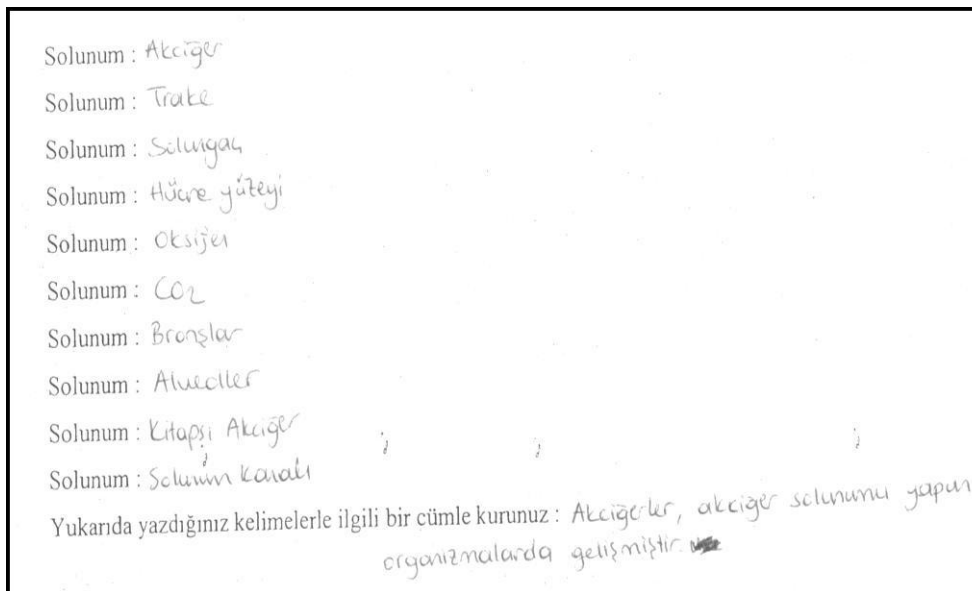 Solunum : Akciğer
Solunum : Trake
Solunum : Solungaç
Solunum : Hücre yüzeyi
Solunum : Oksijen
Solunum : CO2
Solunum : Bronşlar
Solunum : Alveoller
Solunum : Kitapsı Akciğer
Solunum : Solunum kanalı
Yukarıda yazdığınız kelimelerle ilgili bir cümle kurunuz : Akciğerler, akciğer solunumu yapan
organizmalarda gelişmiştir.